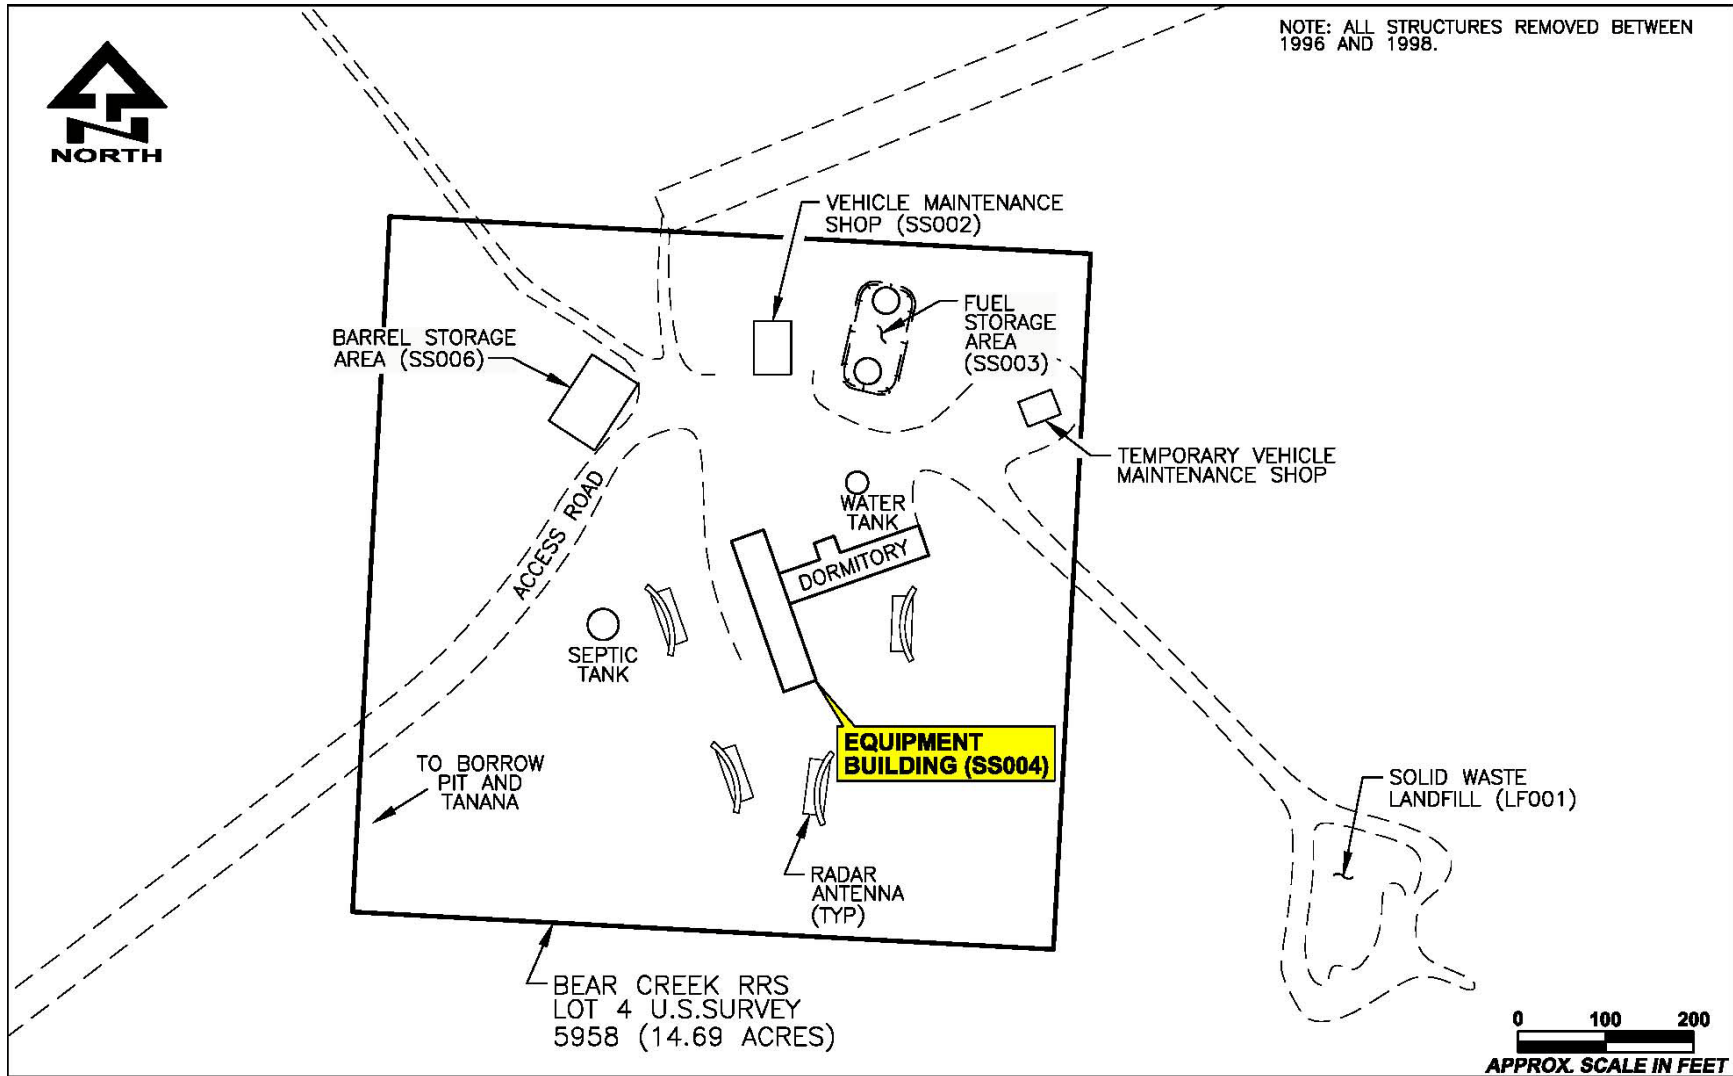 NOTE: ALL STRUCTURES REMOVED BETWEEN
1996 AND 1998.
N
NORTH
VEHICLE MAINTENANCE
SHOP (SS002)
FUEL
STORAGE
AREA
(SS003)
BARREL STORAGE
AREA (SS006)
TEMPORARY VEHICLE
MAINTENANCE SHOP
ACCESS ROAD
WATER
TANK
DORMITORY
SEPTIC
TANK
EQUIPMENT
BUILDING (SS004)
TO BORROW
PIT AND
TANANA
SOLID WASTE
LANDFILL (LF001)
RADAR
ANTENNA
(TYP)
BEAR CREEK RRS
LOT 4 U.S.SURVEY
5958 (14.69 ACRES)
0 100 200
APPROX. SCALE IN FEET